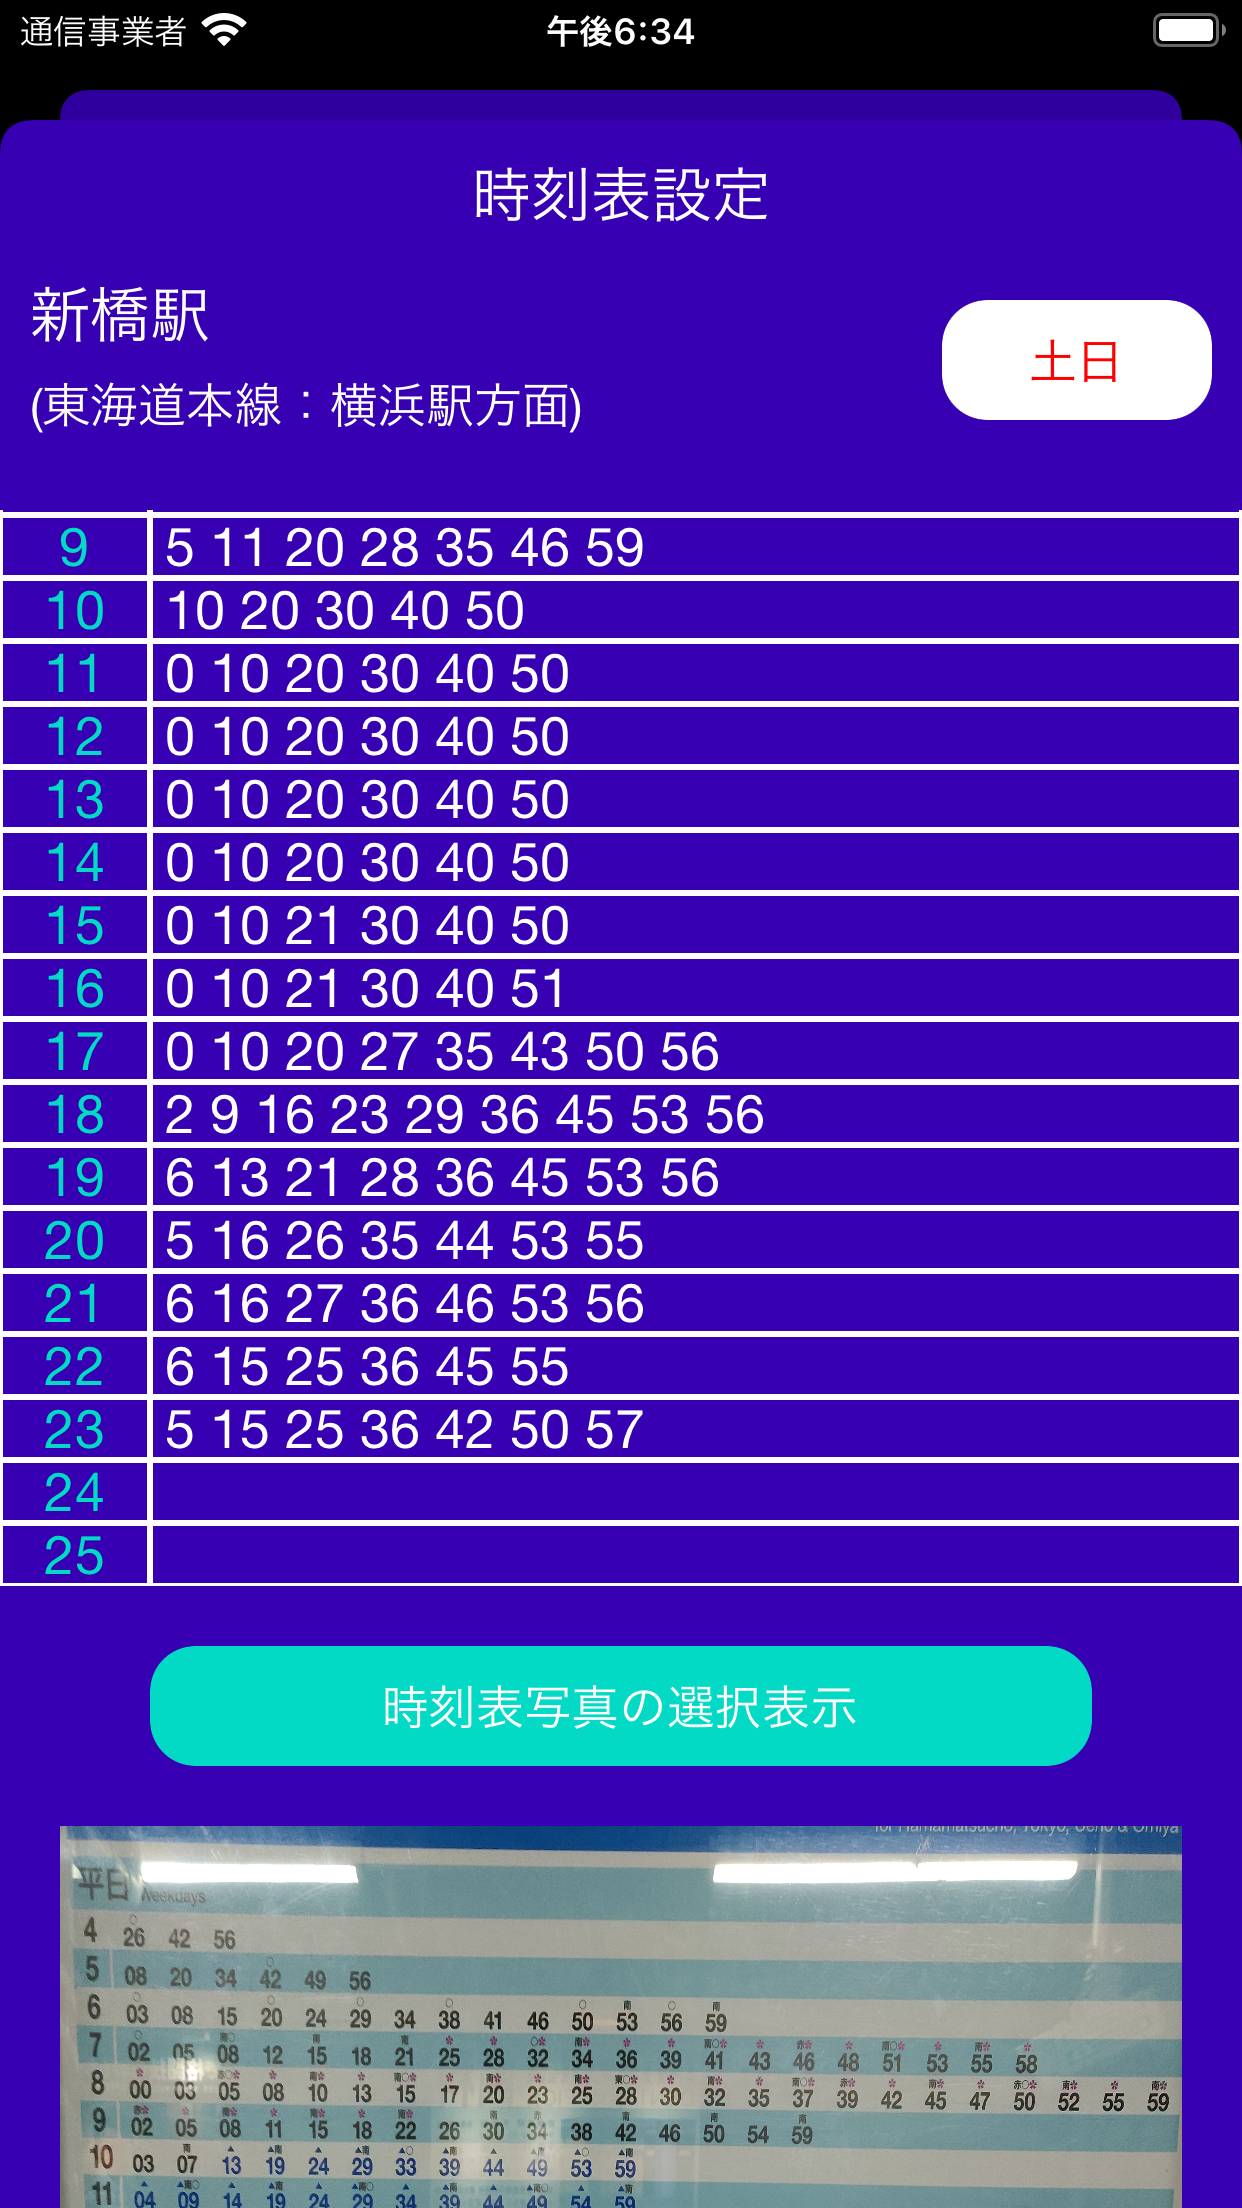 通信事業者
午後6:34
時刻表設定
新橋駅
土日
(東海道本線：横浜駅方面)
9 5 11 20 28 35 46 59
10 10 20 30 40 50
11 0 10 20 30 40 50
12 0 10 20 30 40 50
13 0 10 20 30 40 50
14 0 10 20 30 40 50
15 0 10 21 30 40 50
16 0 10 21 30 40 51
17 0 10 20 27 35 43 50 56
18 2 9 16 23 29 36 45 53 56
19 6 13 21 28 36 45 53 56
20 5 16 26 35 44 53 55
21 6 16 27 36 46 53 56
22 6 15 25 36 45 55
23 5 15 25 36 42 50 57
24
25
時刻表写真の選択表示
for Hamamatsucho, Tokyo, Ueno & Omiya
平日 Weekdays
4 26 42 56
5 08 20 34 42 49 56
6 03 08 15 20 24 29 34 38 41 46 50 53 56 59
7 02 05 08 12 15 18 21 25 28 32 34 36 39 41 43 46 48 51 53 55 58
8 00 03 05 08 10 13 15 17 20 23 25 28 30 32 35 37 39 42 45 47 50 52 55 59
9 02 05 08 11 15 18 22 26 30 34 38 42 46 50 54 59
10 03 07 13 19 24 29 33 39 44 49 53 59
11 04 09 14 19 24 29 34 39 44 49 54 59